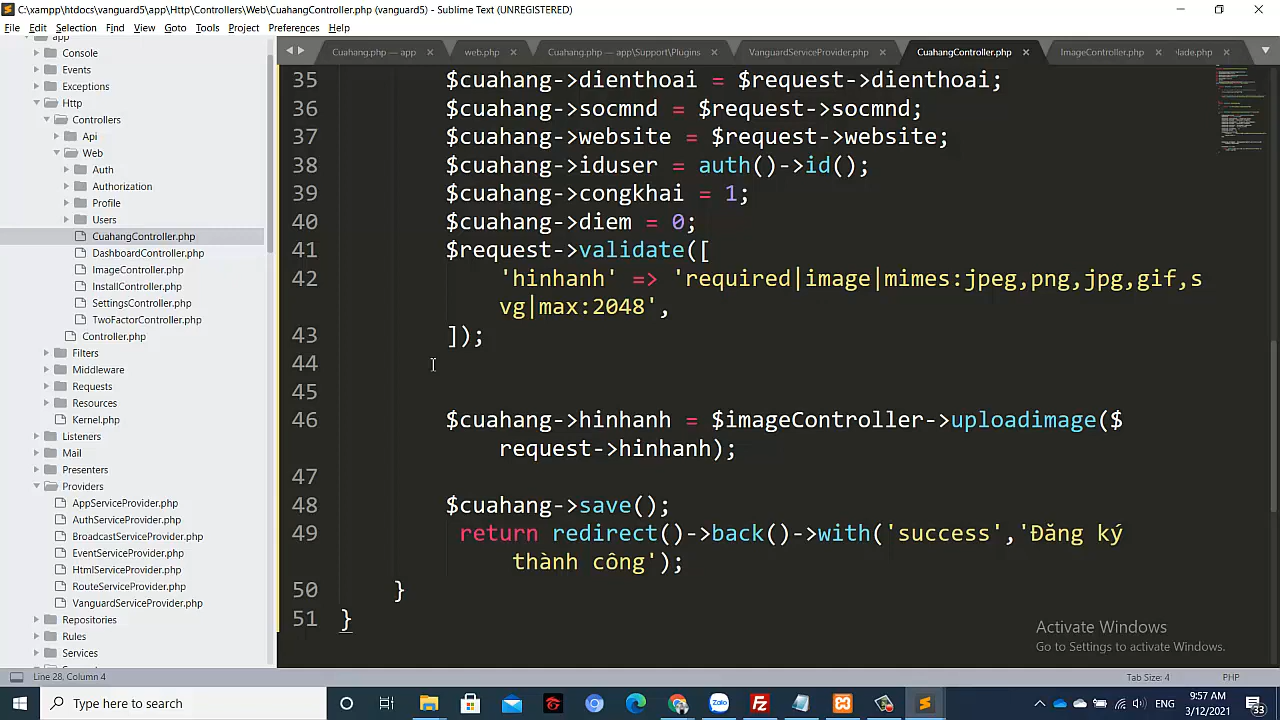 C:\xampp\htdocs\vanguard5\app\Http\Controllers\Web\CuahangController.php (vanguard5) - Sublime Text (UNREGISTERED)
File Edit Selection Find View Goto Tools Project Preferences Help
Cuahang.php — app × web.php × Cuahang.php — app\Support\Plugins × VanguardServiceProvider.php × CuahangController.php × ImageController.php × lade.php ×
app
Console
Events
Exceptions
Http
Controllers
Api
Web
Auth
Authorization
Profile
Users
CuahangController.php
DashboardController.php
ImageController.php
InstallController.php
SettingsController.php
TwoFactorController.php
Controller.php
Filters
Middleware
Requests
Resources
Kernel.php
Listeners
Mail
Presenters
Providers
AppServiceProvider.php
AuthServiceProvider.php
BroadcastServiceProvider.php
EventServiceProvider.php
HtmlServiceProvider.php
RouteServiceProvider.php
VanguardServiceProvider.php
Repositories
Rules
Services
35 $cuahang->dienthoai = $request->dienthoai;
36 $cuahang->socmnd = $request->socmnd;
37 $cuahang->website = $request->website;
38 $cuahang->iduser = auth()->id();
39 $cuahang->congkhai = 1;
40 $cuahang->diem = 0;
41 $request->validate([
42 'hinhanh' => 'required|image|mimes:jpeg,png,jpg,gif,s
vg|max:2048',
43 ]);
44
45
46 $cuahang->hinhanh = $imageController->uploadimage($
request->hinhanh);
47
48 $cuahang->save();
49 return redirect()->back()->with('success','Đăng ký
thành công');
50 }
51 }
Activate Windows
Go to Settings to activate Windows.
Line 28, Column 4
Tab Size: 4
PHP
Type here to search
ENG
9:57 AM
3/12/2021
33